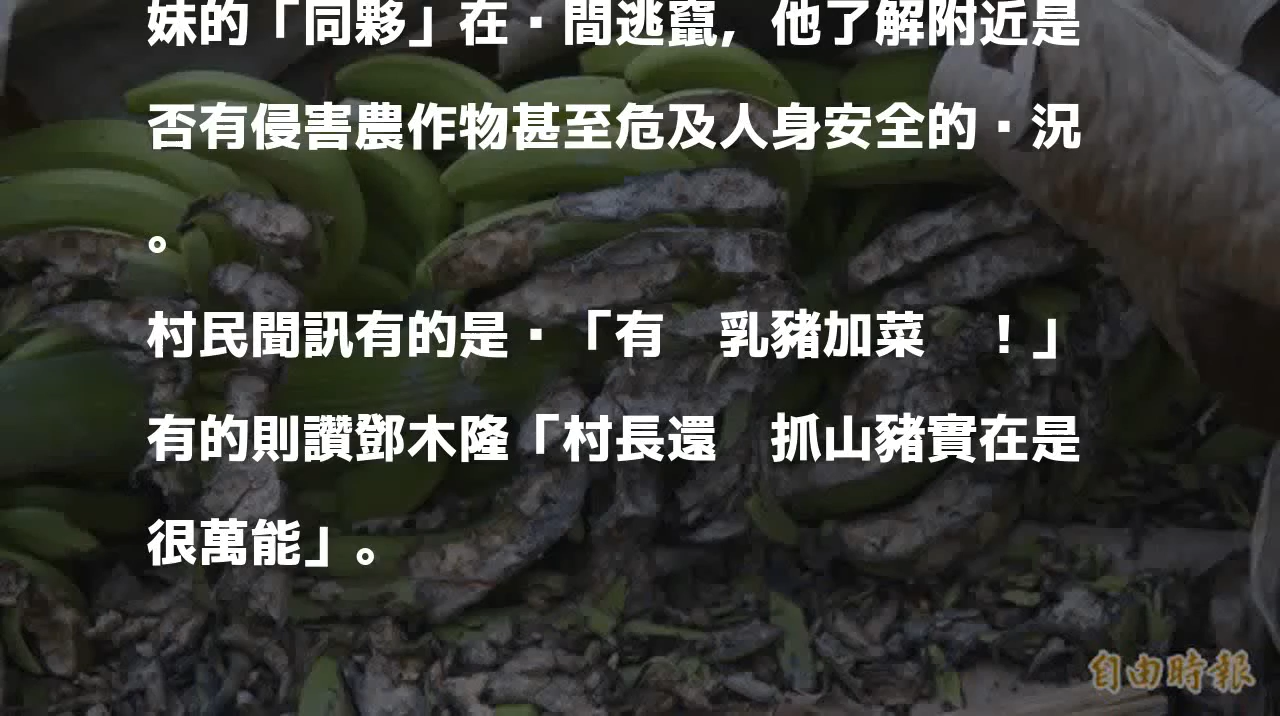 妹的「同夥」在▪間逃竄，他了解附近是
否有侵害農作物甚至危及人身安全的▪況
。
村民聞訊有的是▪「有　乳豬加菜　！」
有的則讚鄧木隆「村長還　抓山豬實在是
很萬能」。
自由時報